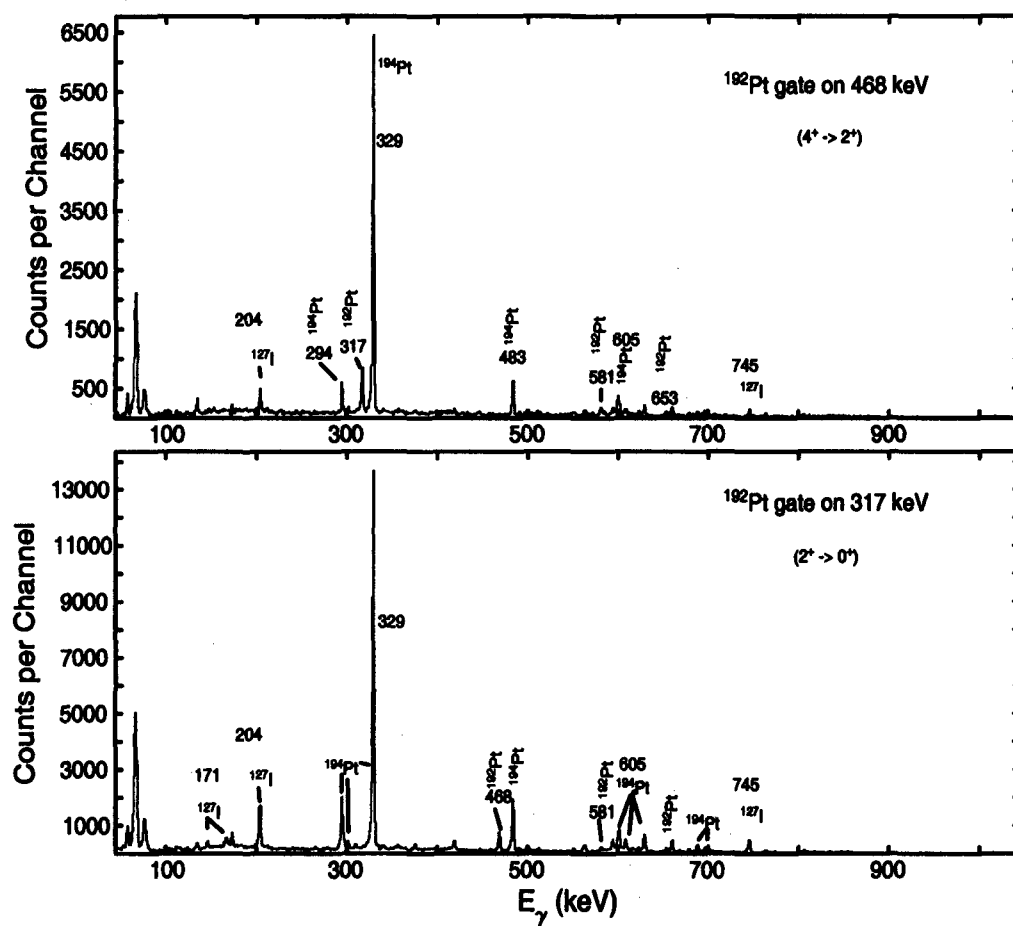 6500
5500
4500
3500
2500
1500
500
Counts per Channel
¹⁹⁴Pt
329
¹⁹²Pt gate on 468 keV
(4⁺ -> 2⁺)
204
¹²⁷I
¹⁹⁴Pt
294
¹⁹²Pt
317
¹⁹⁴Pt
483
¹⁹²Pt
581
605
¹⁹⁴Pt
¹⁹²Pt
653
745
¹²⁷I
100 300 500 700 900
13000
11000
9000
7000
5000
3000
1000
Counts per Channel
¹⁹²Pt gate on 317 keV
(2⁺ -> 0⁺)
329
171
¹²⁷I
204
¹²⁷I
¹⁹⁴Pt
¹⁹²Pt
468
¹⁹⁴Pt
¹⁹²Pt
581
605
¹⁹⁴Pt
¹⁹²Pt
¹⁹⁴Pt
745
¹²⁷I
100 300 500 700 900
Eᵧ (keV)